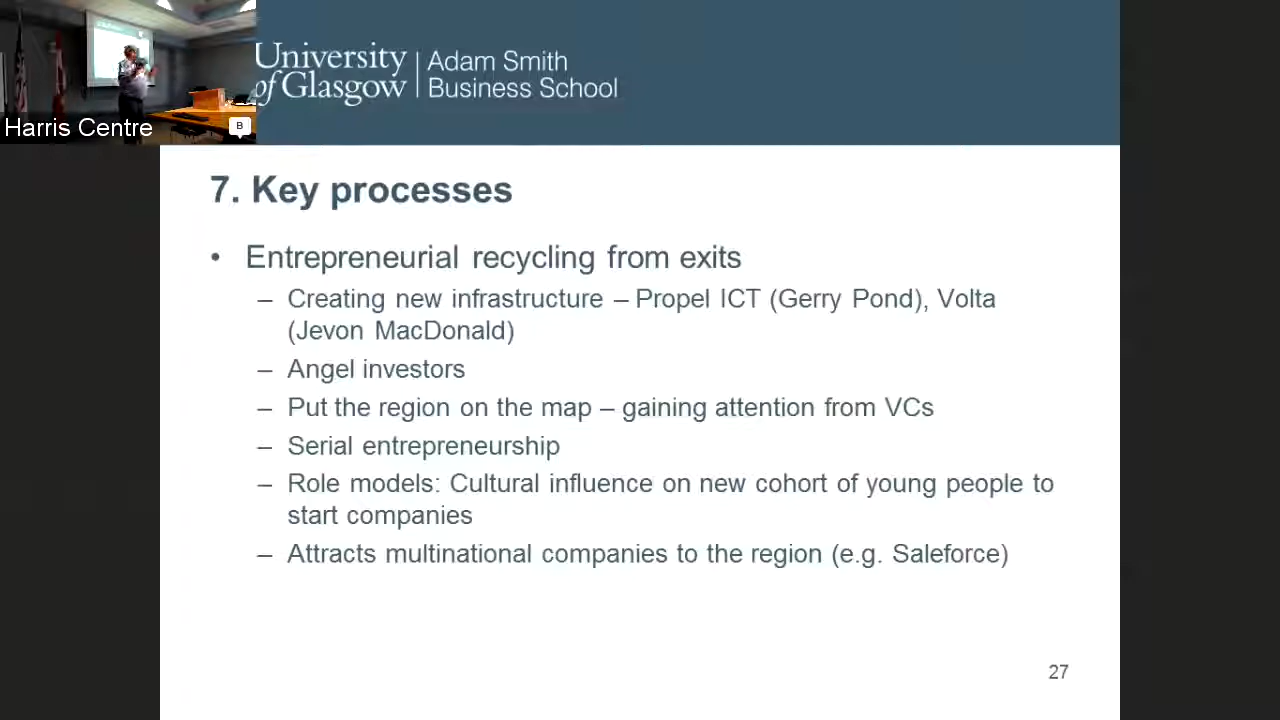 University
of Glasgow
Adam Smith
Business School
Harris Centre
B
7. Key processes
• Entrepreneurial recycling from exits
– Creating new infrastructure – Propel ICT (Gerry Pond), Volta
(Jevon MacDonald)
– Angel investors
– Put the region on the map – gaining attention from VCs
– Serial entrepreneurship
– Role models: Cultural influence on new cohort of young people to
start companies
– Attracts multinational companies to the region (e.g. Saleforce)
27